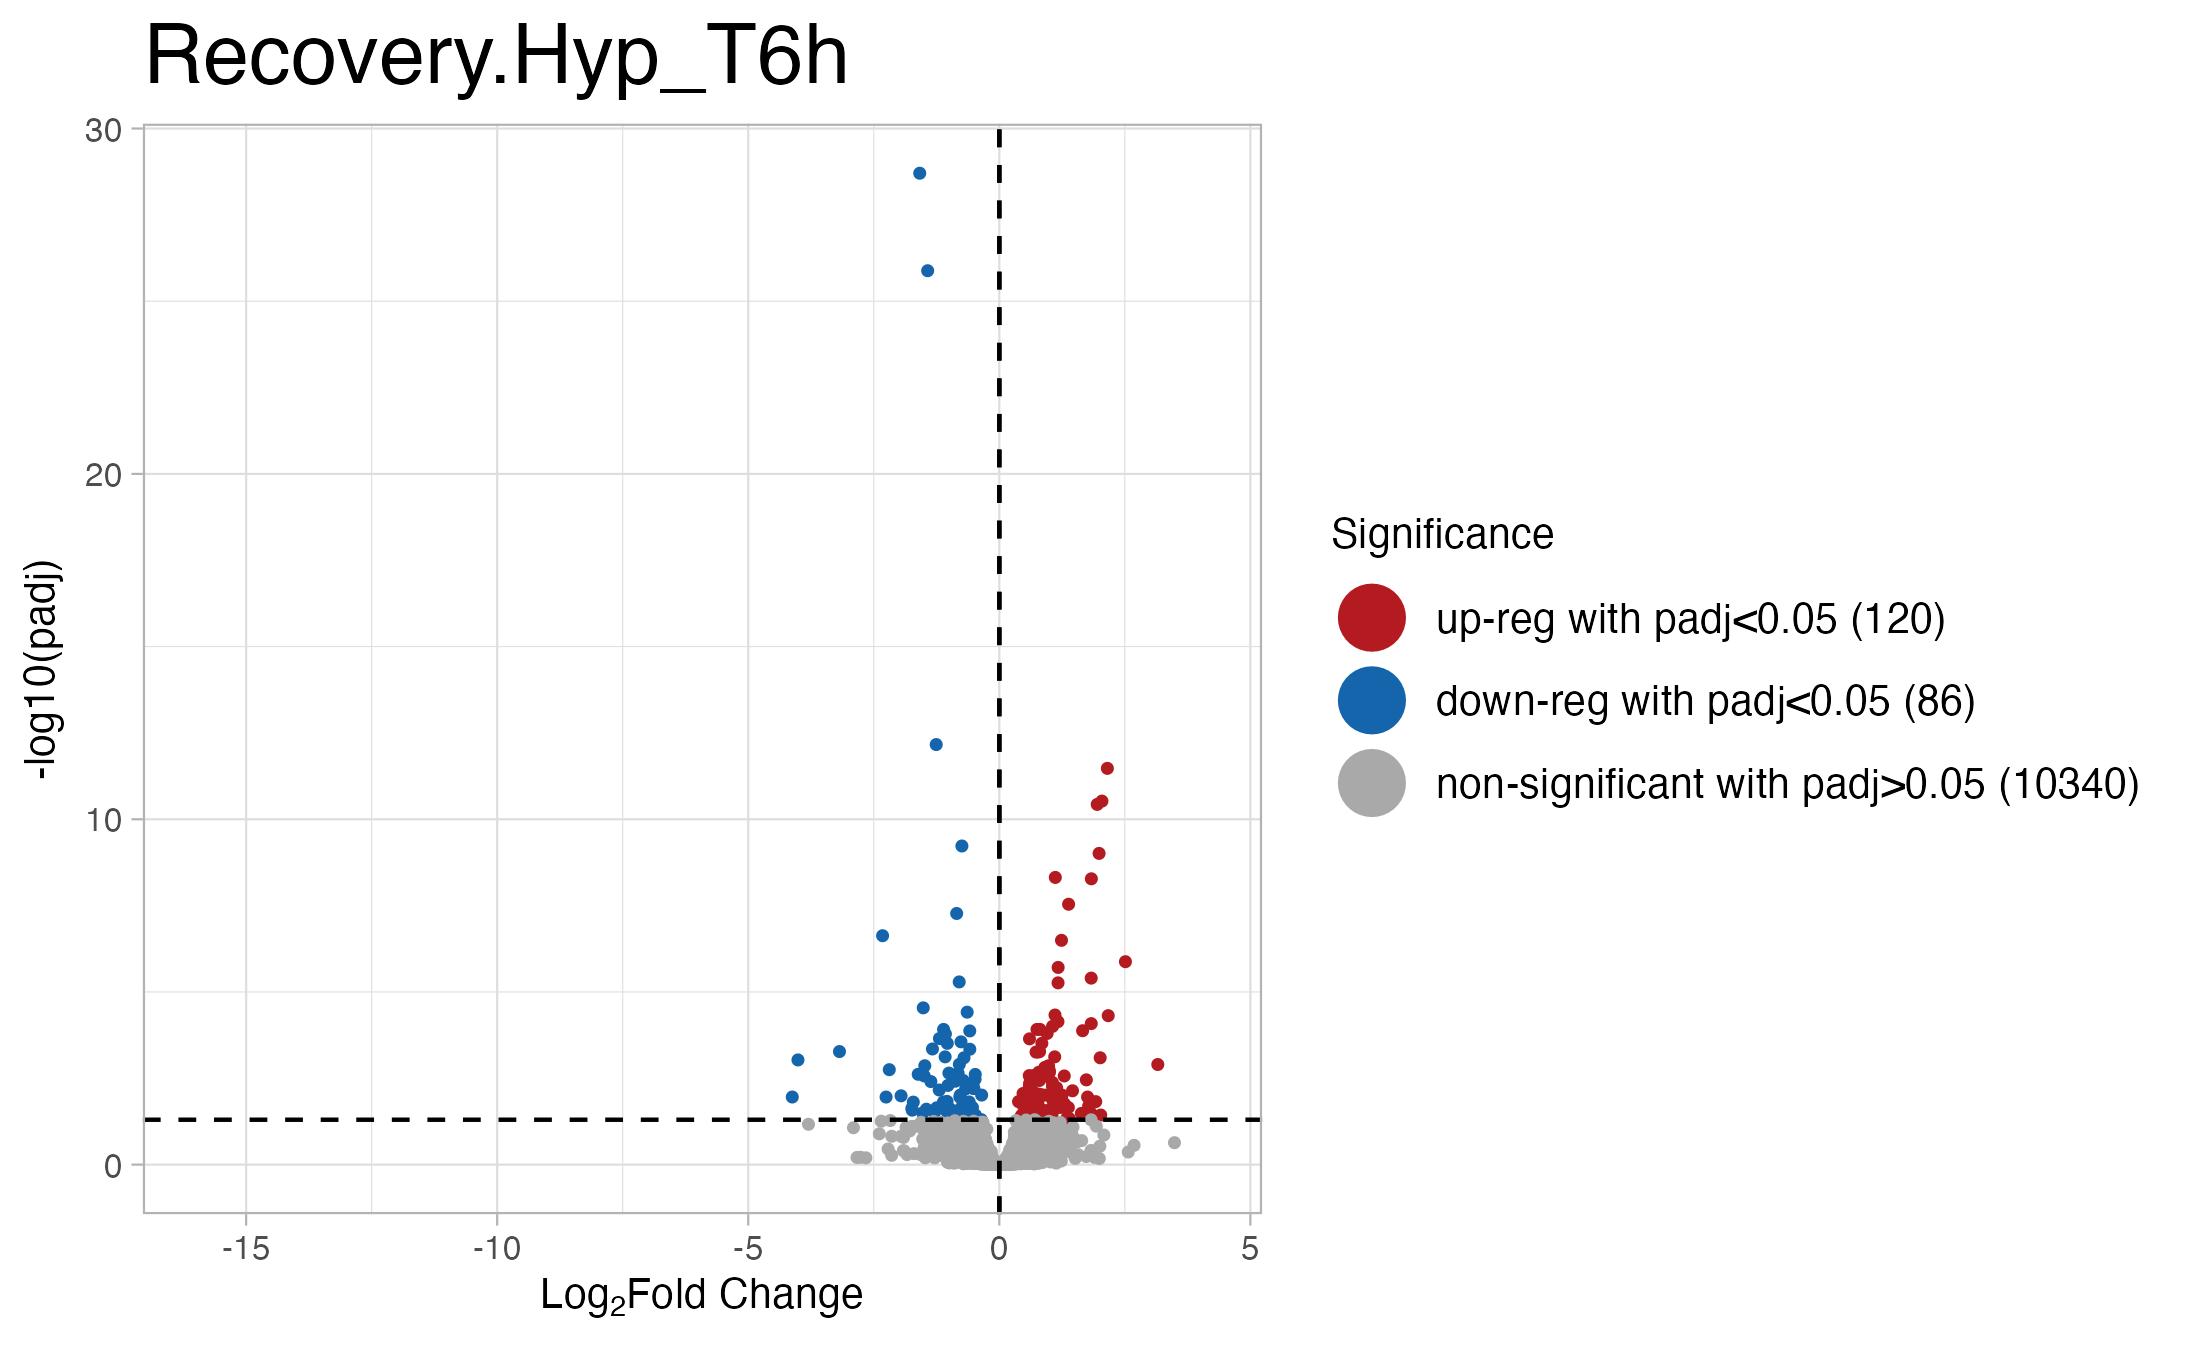 Recovery.Hyp_T6h
30
20
10
0
-log10(padj)
-15 -10 -5 0 5
Log₂Fold Change
Significance
up-reg with padj<0.05 (120)
down-reg with padj<0.05 (86)
non-significant with padj>0.05 (10340)